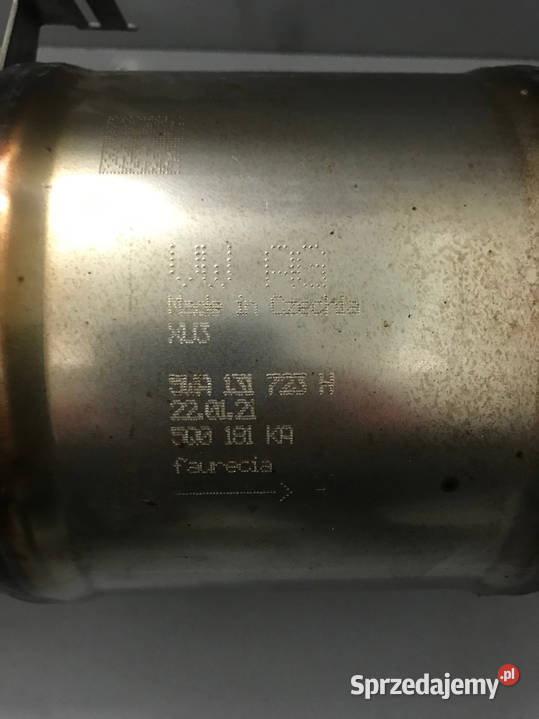 VW AG
Made in Czechia
XU3
5WA 131 723 H
22.01.21
5Q0 181 KA
faurecia
Sprzedajemy.pl